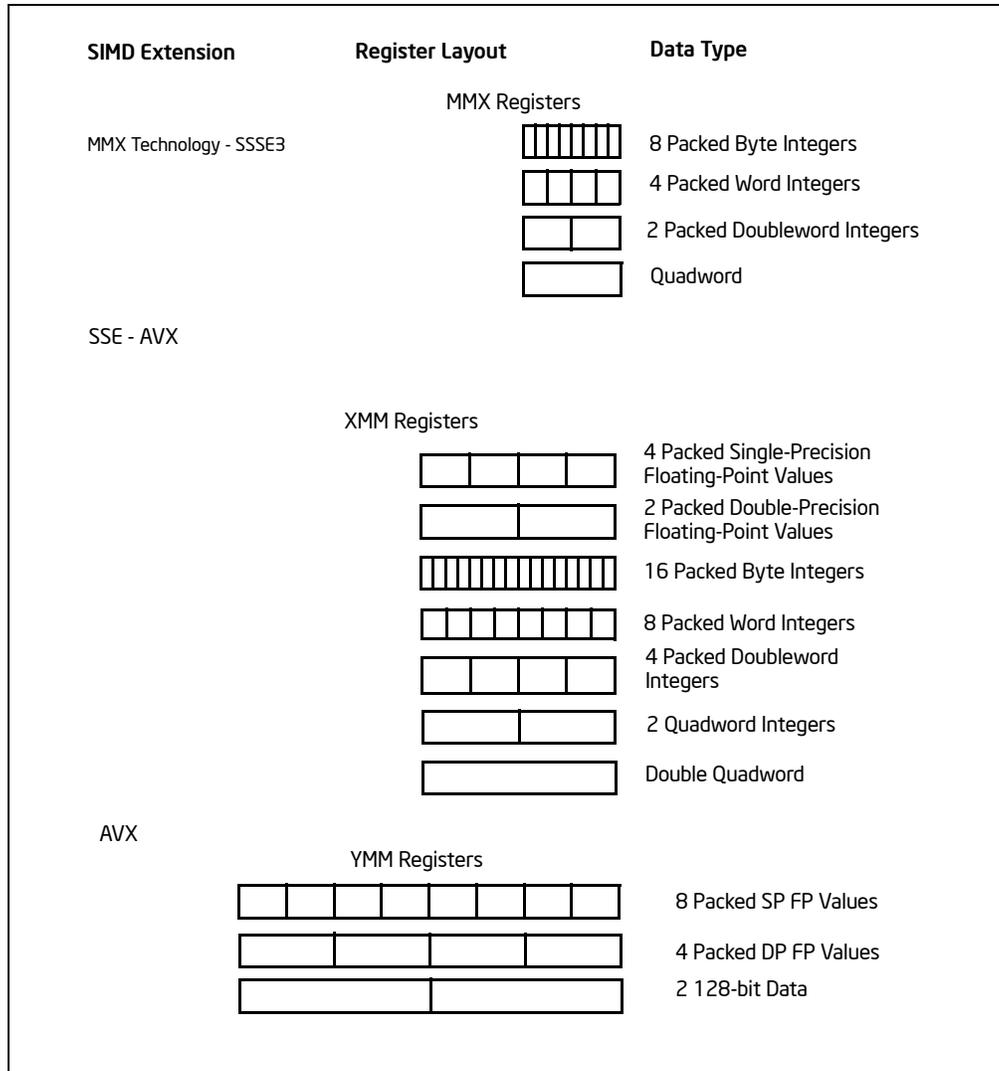 SIMD Extension Register Layout Data Type
MMX Registers
MMX Technology - SSSE3 8 Packed Byte Integers
4 Packed Word Integers
2 Packed Doubleword Integers
Quadword
SSE - AVX
XMM Registers
4 Packed Single-Precision
Floating-Point Values
2 Packed Double-Precision
Floating-Point Values
16 Packed Byte Integers
8 Packed Word Integers
4 Packed Doubleword
Integers
2 Quadword Integers
Double Quadword
AVX
YMM Registers
8 Packed SP FP Values
4 Packed DP FP Values
2 128-bit Data